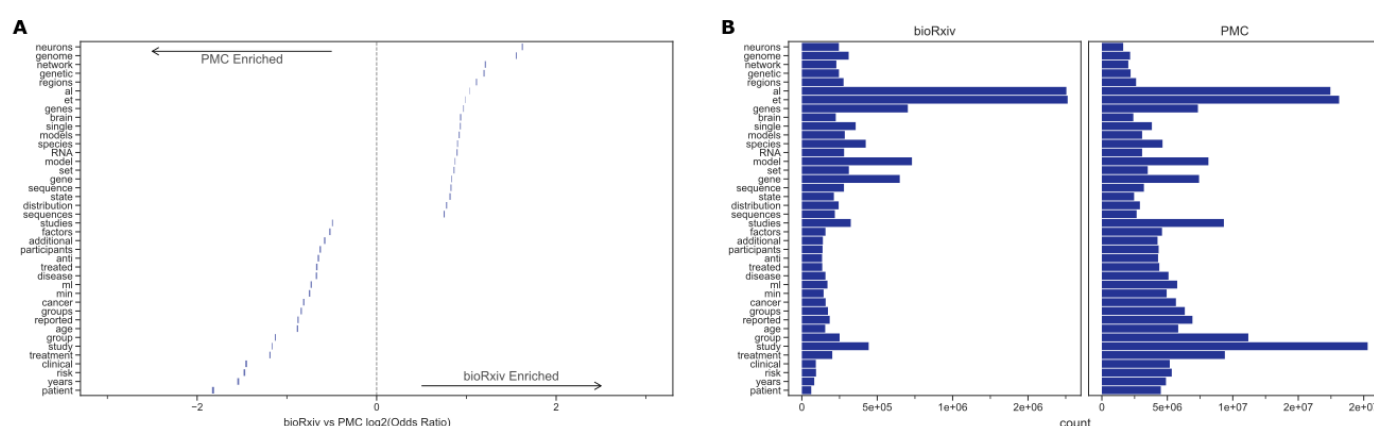 A
neurons
genome
network
genetic
regions
al
et
genes
brain
single
models
species
RNA
model
set
gene
sequence
state
distribution
sequences
studies
factors
additional
participants
anti
treated
disease
ml
min
cancer
groups
reported
age
group
study
treatment
clinical
risk
years
patient
PMC Enriched
bioRxiv Enriched
−2 0 2
bioRxiv vs PMC log2(Odds Ratio)
B
bioRxiv PMC
neurons
genome
network
genetic
regions
al
et
genes
brain
single
models
species
RNA
model
set
gene
sequence
state
distribution
sequences
studies
factors
additional
participants
anti
treated
disease
ml
min
cancer
groups
reported
age
group
study
treatment
clinical
risk
years
patient
0 5e+05 1e+06 2e+06 0 5e+06 1e+07 2e+07
count